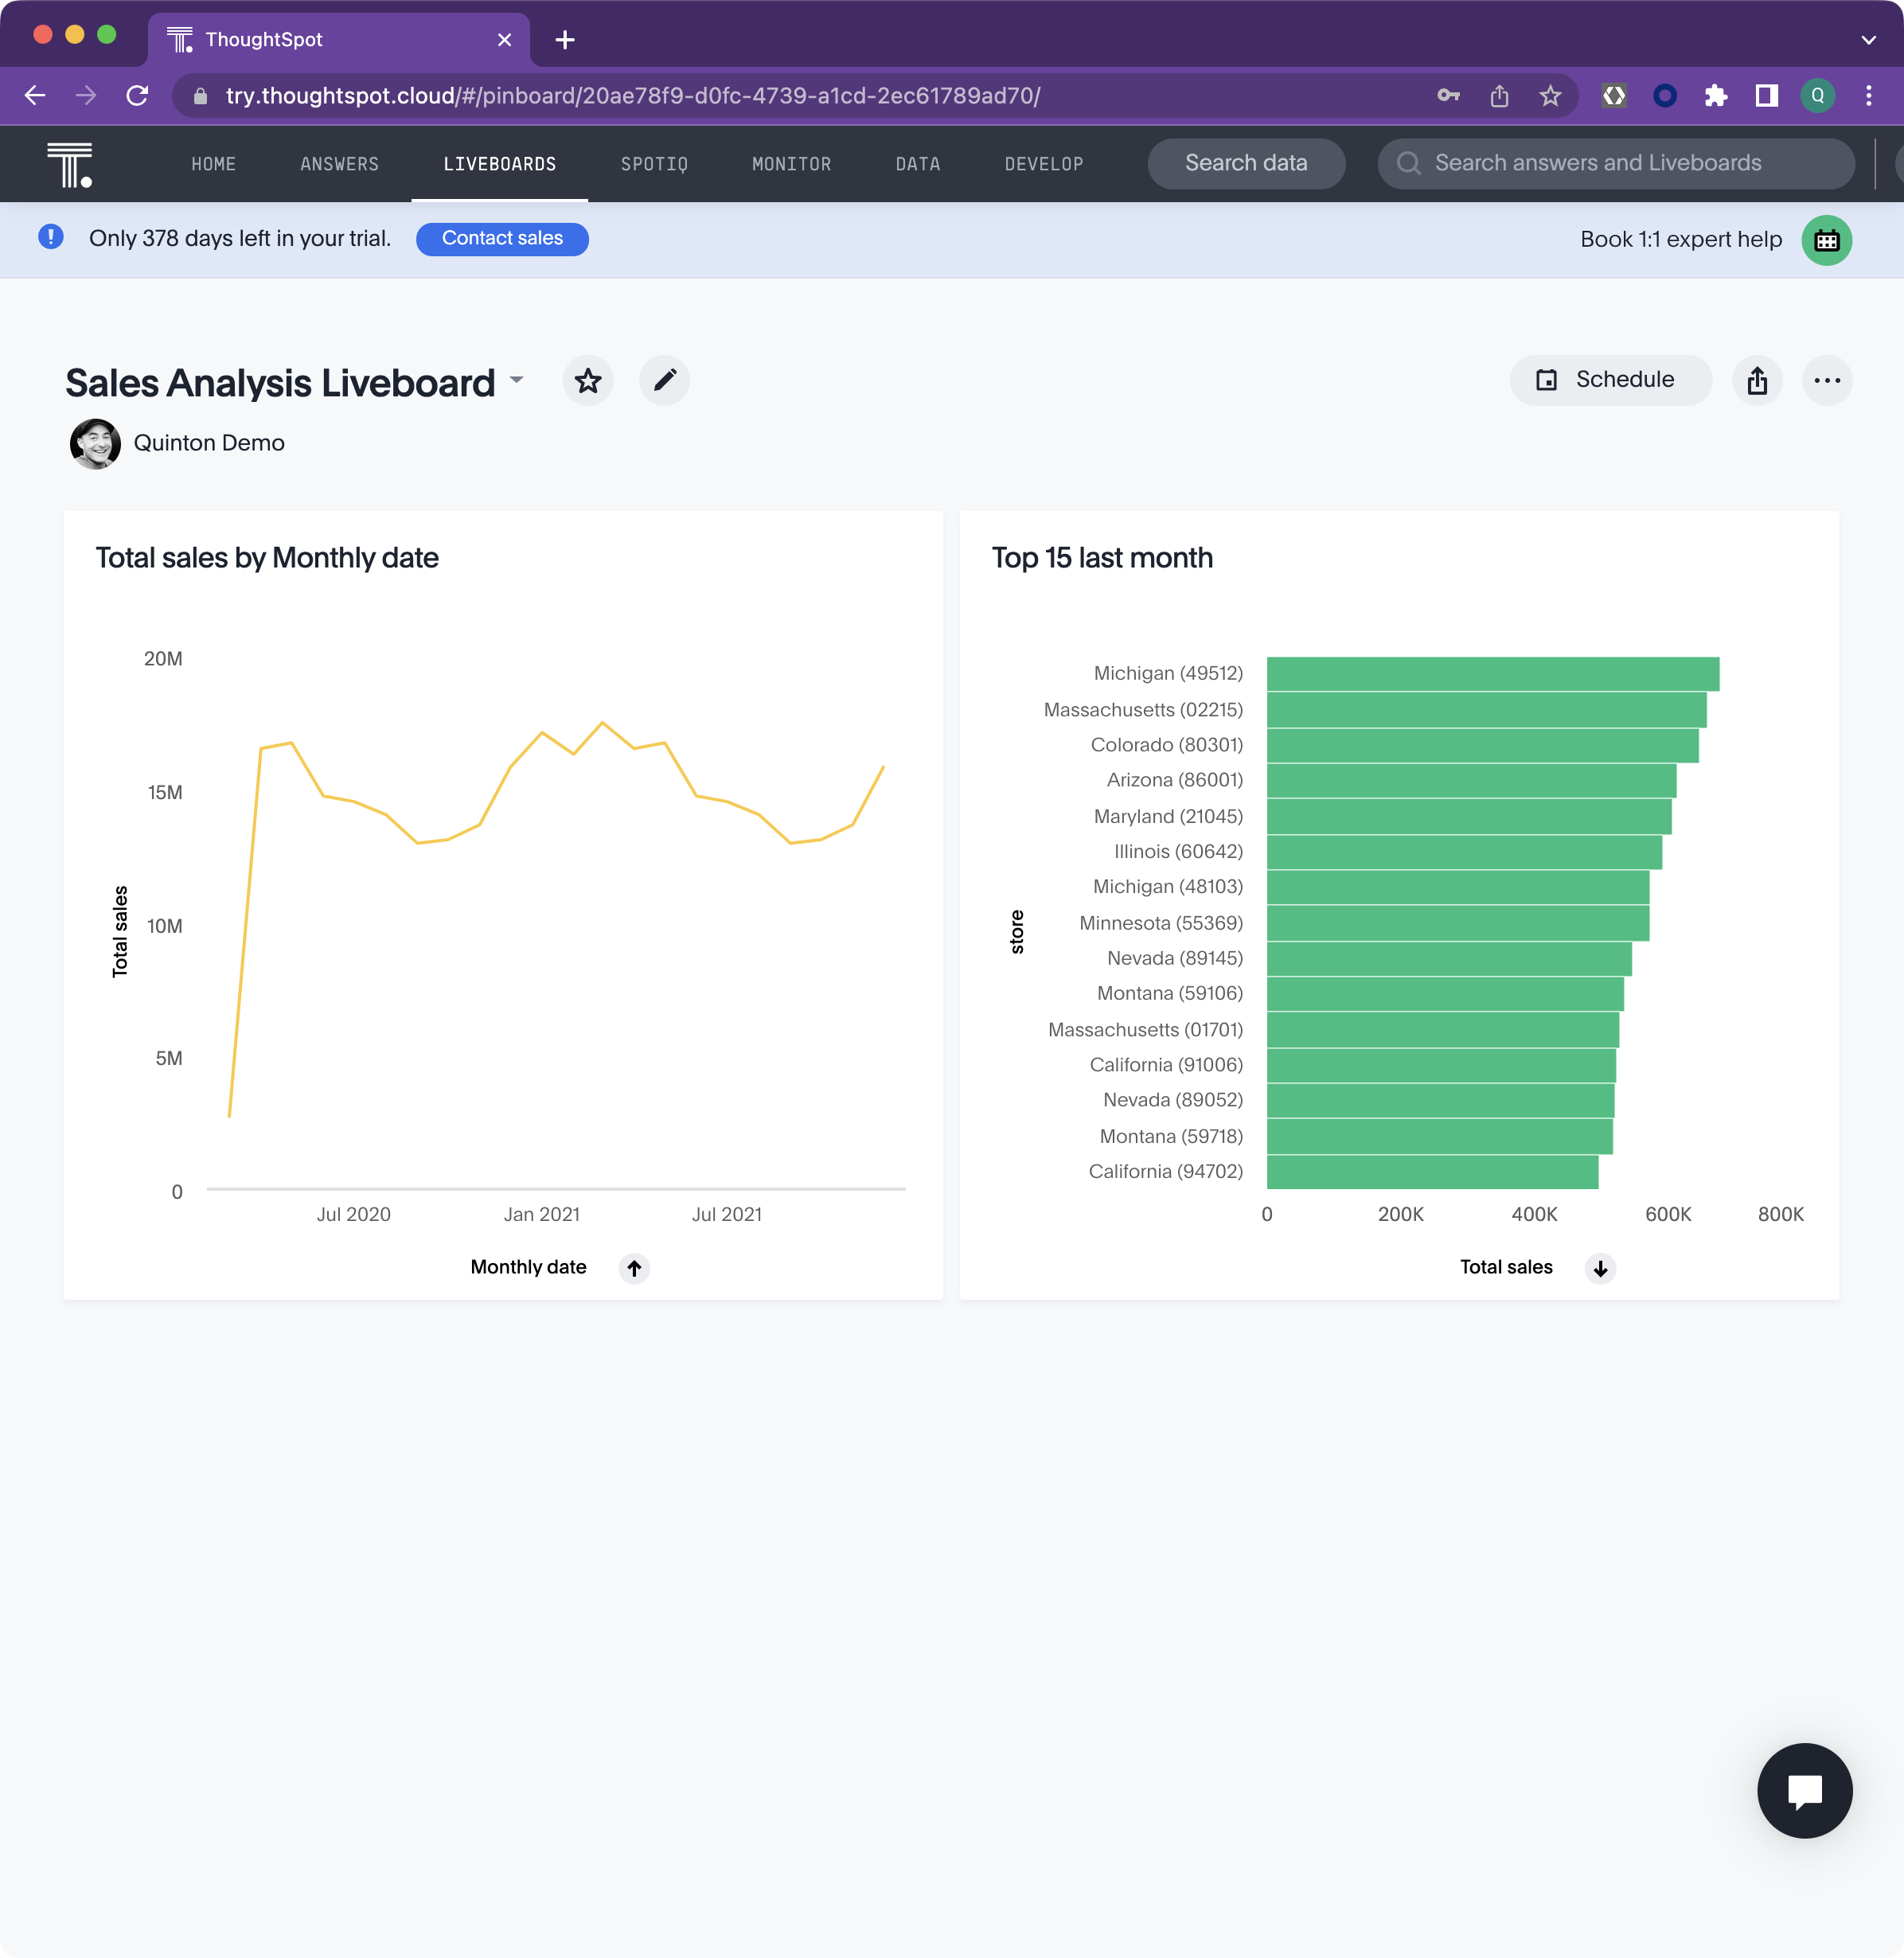 ThoughtSpot
try.thoughtspot.cloud/#/pinboard/20ae78f9-d0fc-4739-a1cd-2ec61789ad70/
Q
HOME ANSWERS LIVEBOARDS SPOTIQ MONITOR DATA DEVELOP Search data Search answers and Liveboards
Only 378 days left in your trial. Contact sales Book 1:1 expert help
Sales Analysis Liveboard
Schedule
Quinton Demo
Total sales by Monthly date
20M
15M
10M
5M
0
Total sales
Jul 2020 Jan 2021 Jul 2021
Monthly date
Top 15 last month
store
Michigan (49512)
Massachusetts (02215)
Colorado (80301)
Arizona (86001)
Maryland (21045)
Illinois (60642)
Michigan (48103)
Minnesota (55369)
Nevada (89145)
Montana (59106)
Massachusetts (01701)
California (91006)
Nevada (89052)
Montana (59718)
California (94702)
0 200K 400K 600K 800K
Total sales